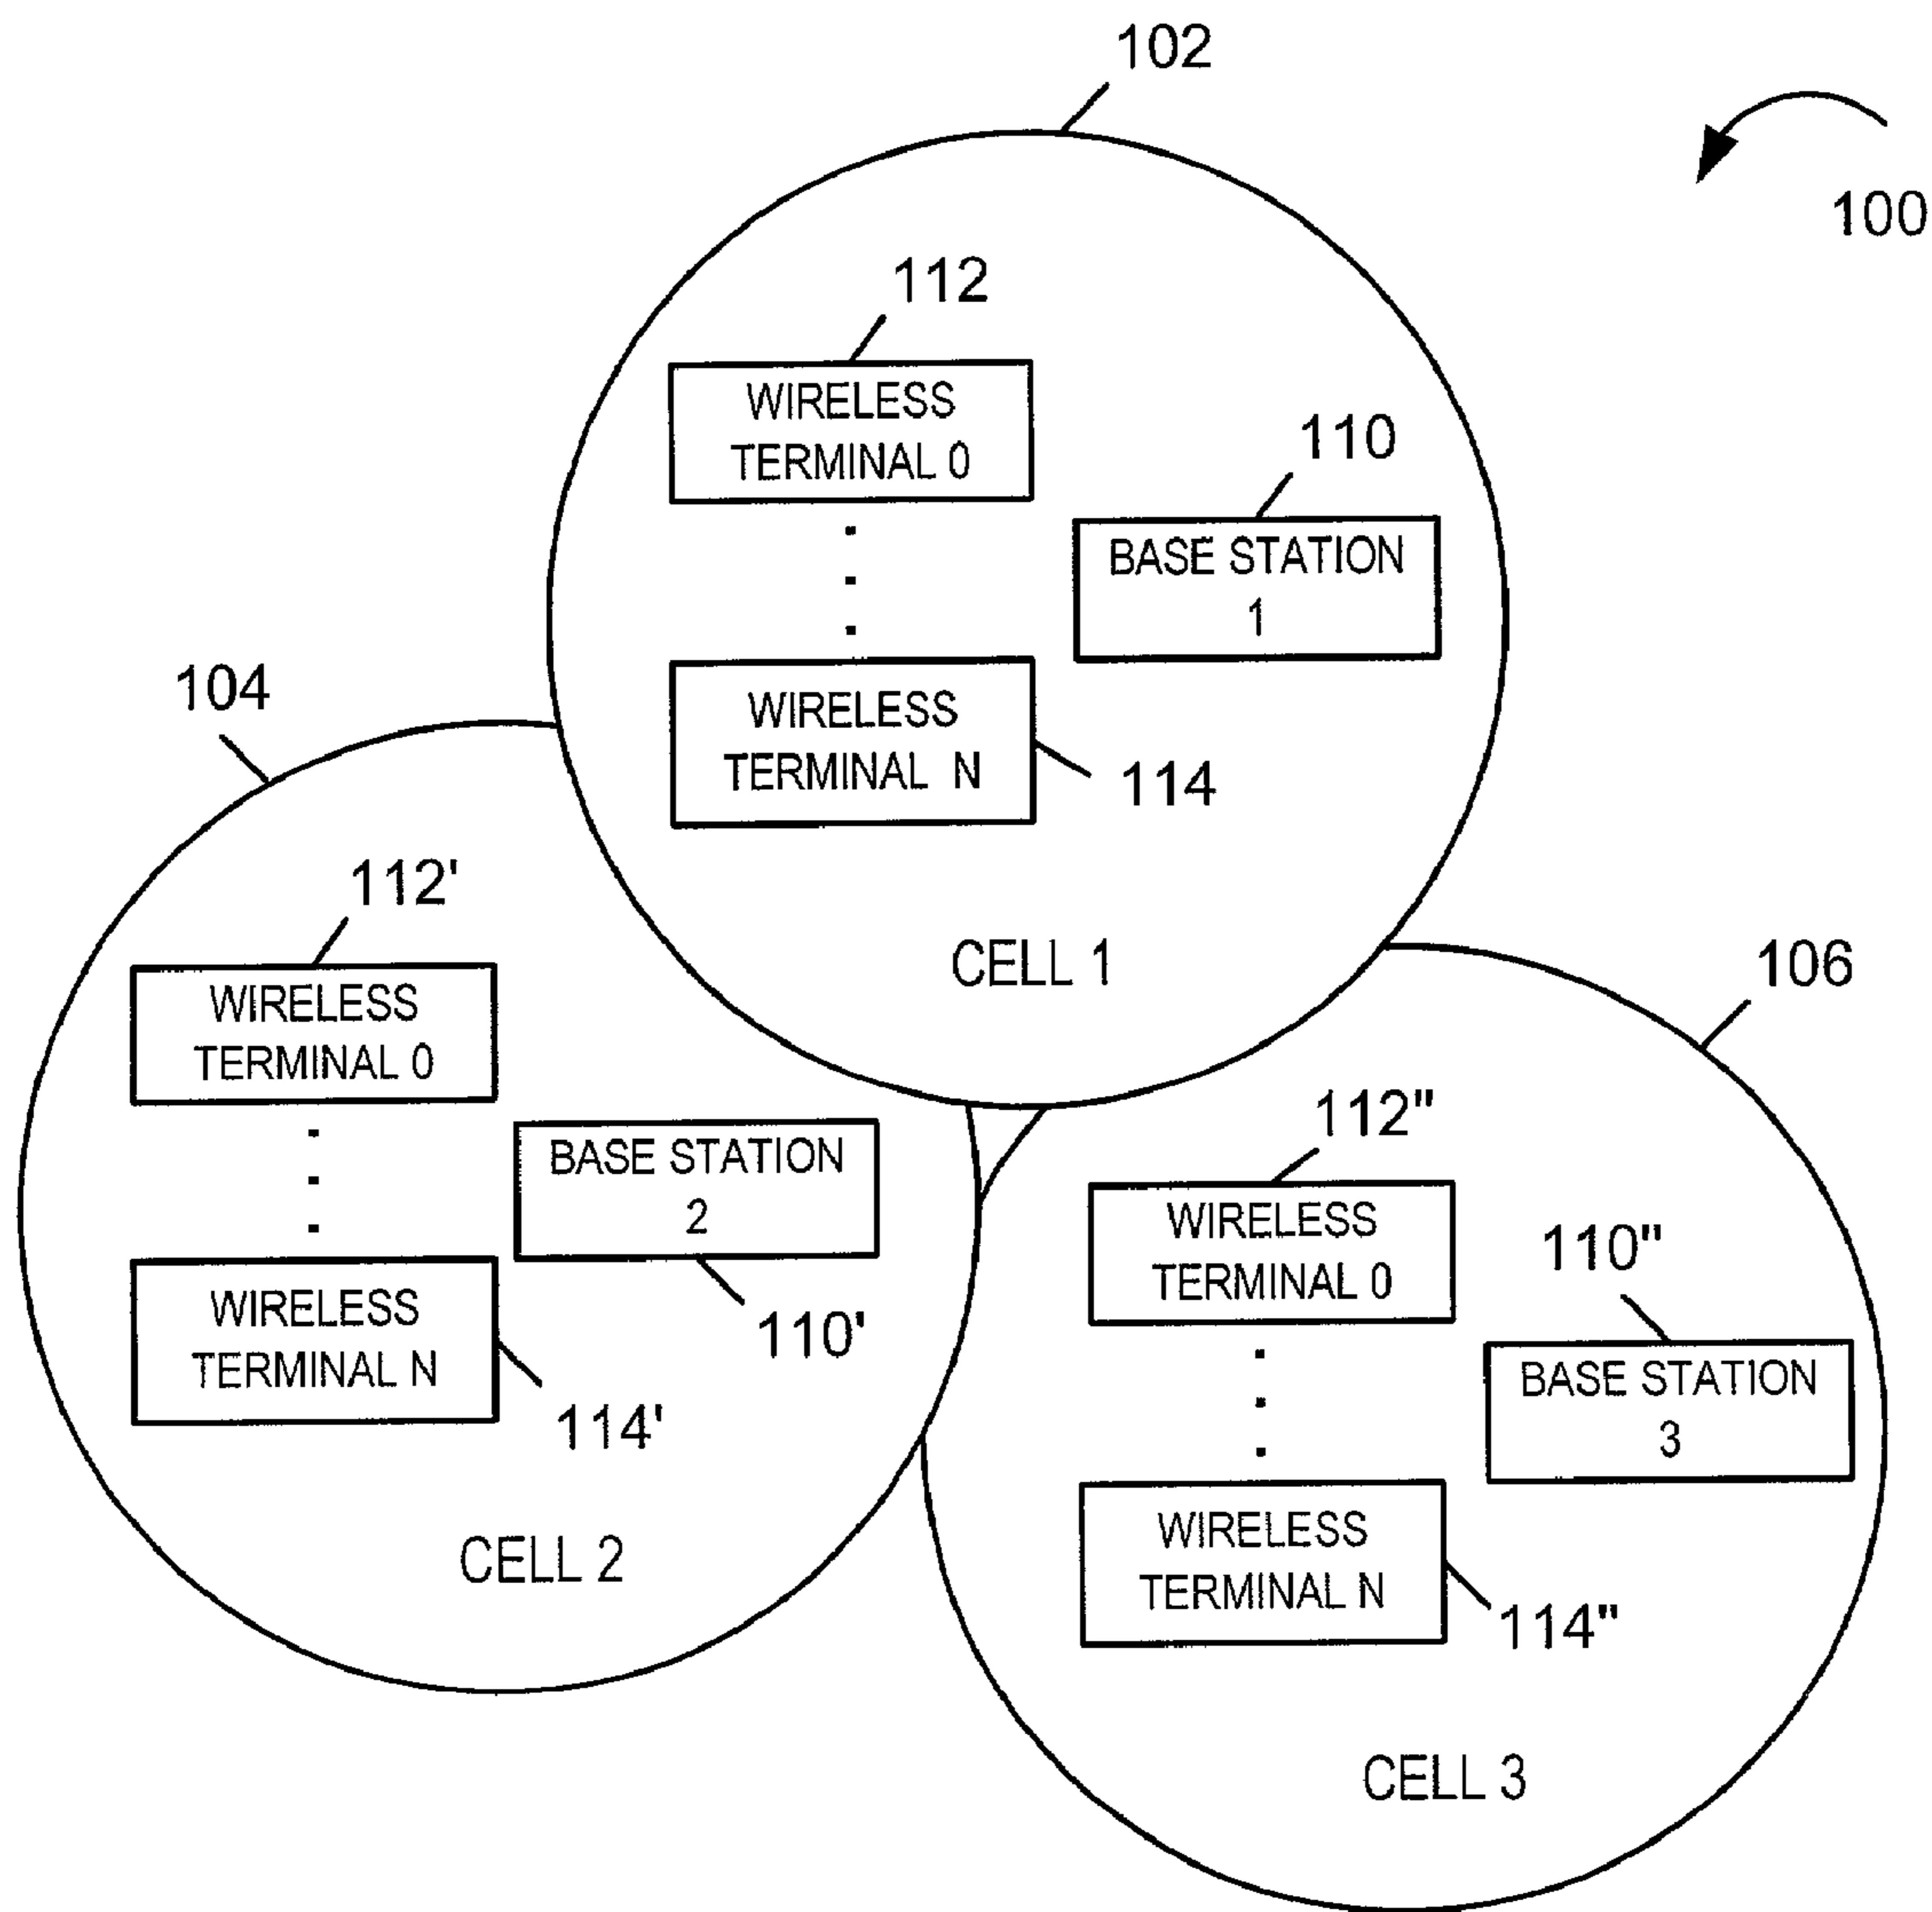 102
100
112
WIRELESS
TERMINAL 0
110
BASE STATION
1
WIRELESS
TERMINAL N
114
CELL 1
104
112'
WIRELESS
TERMINAL 0
BASE STATION
2
110'
WIRELESS
TERMINAL N
114'
CELL 2
106
112"
WIRELESS
TERMINAL 0
110"
BASE STATION
3
WIRELESS
TERMINAL N
114"
CELL 3